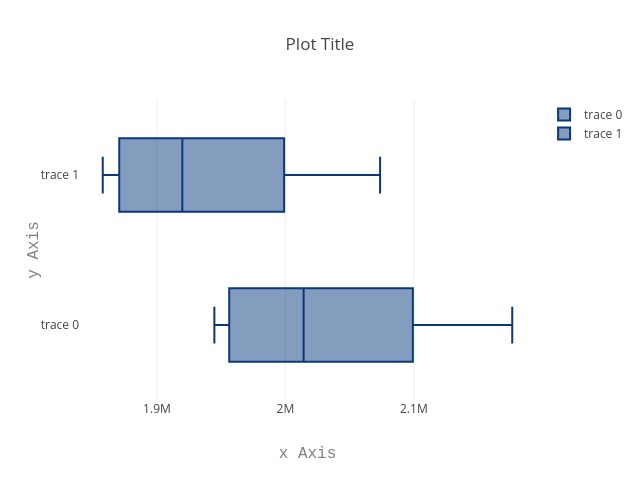 Plot Title
trace 0
trace 1
trace 1
y Axis
trace 0
1.9M
2M
2.1M
x Axis